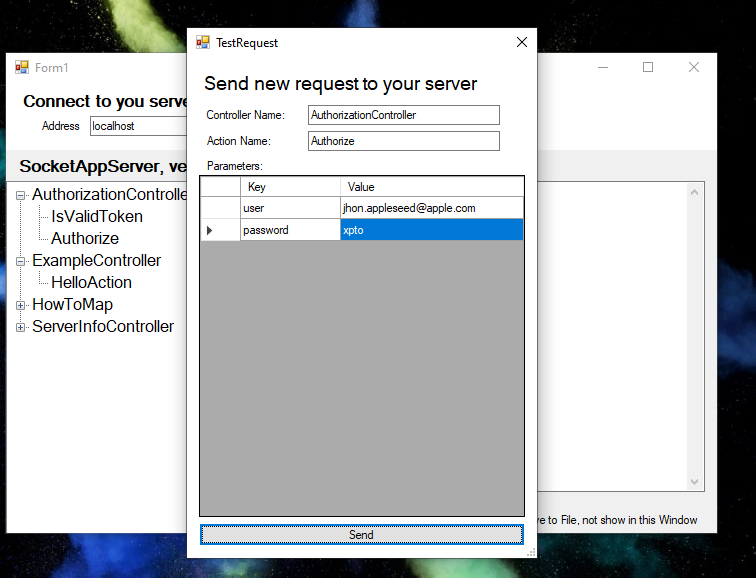 TestRequest
Form1
Send new request to your server
Connect to you serve
Controller Name: AuthorizationController
Address localhost
Action Name: Authorize
Parameters:
SocketAppServer, ve
Key Value
user jhon.appleseed@apple.com
password xpto
AuthorizationControlle
IsValidToken
Authorize
ExampleController
HelloAction
HowToMap
ServerInfoController
ve to File, not show in this Window
Send